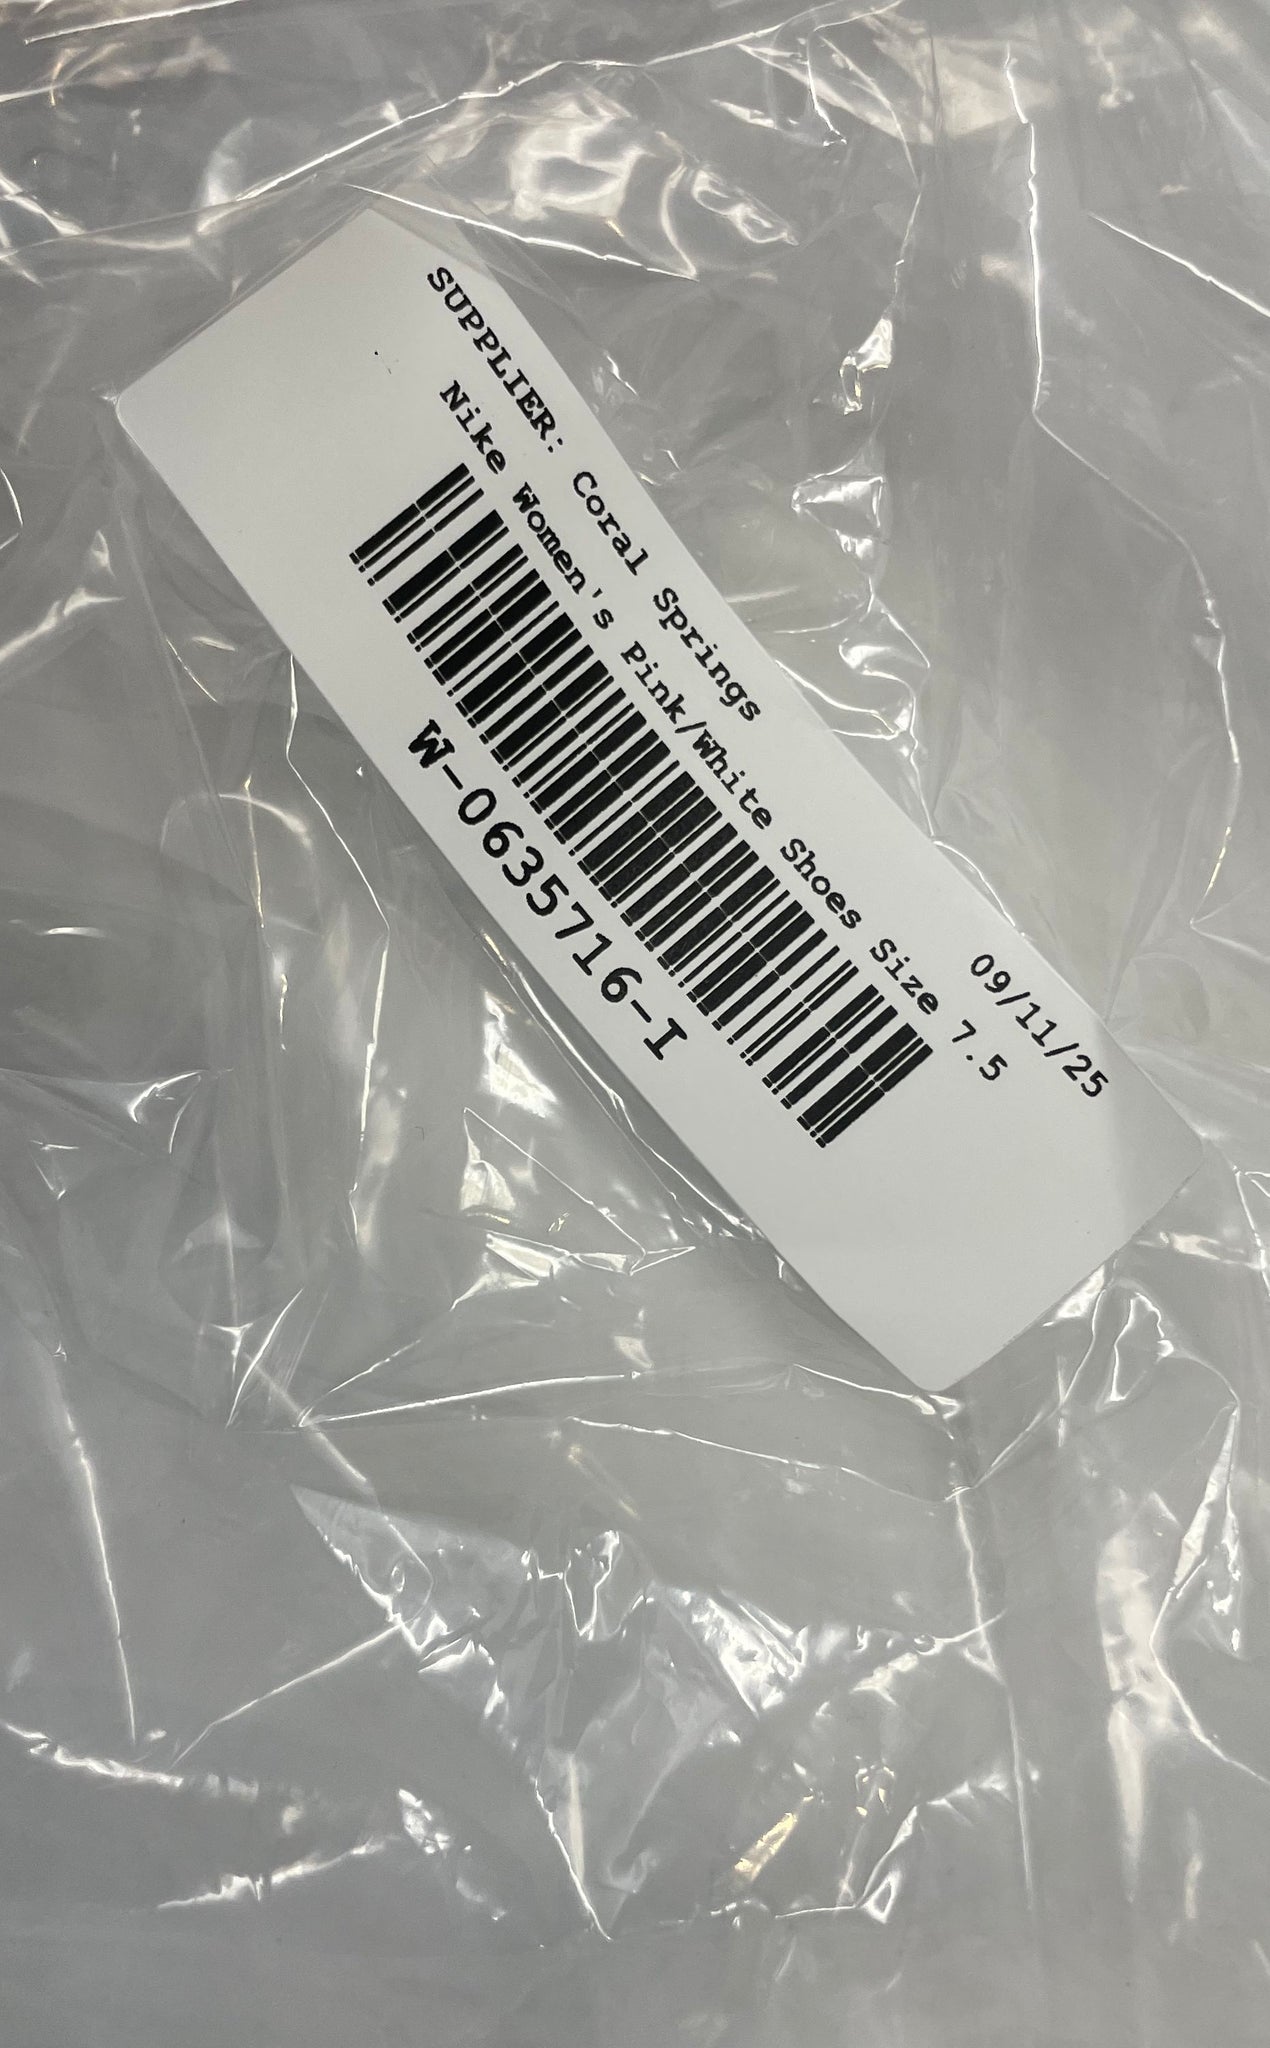 SUPPLIER: Coral Springs 09/11/25
Nike Women's Pink/White Shoes Size 7.5
W-0635716-I